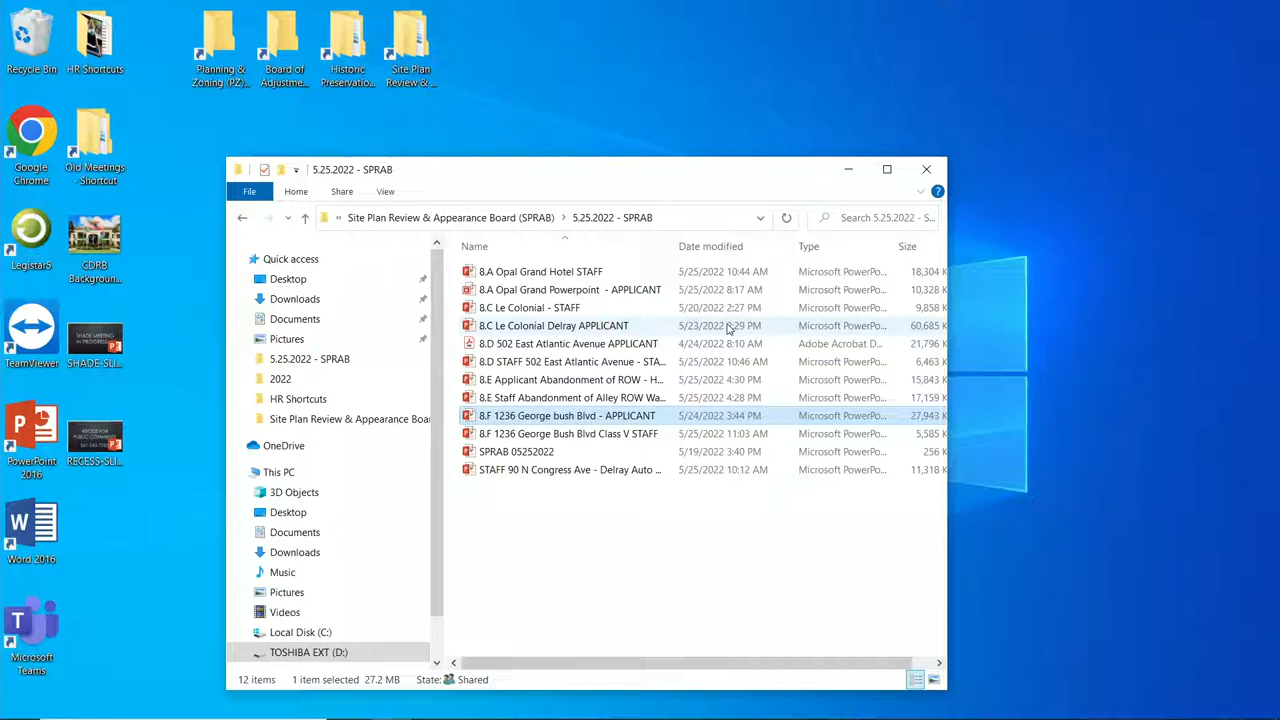 Recycle Bin
HR Shortcuts
Planning &
Zoning (PZ)...
Board of
Adjustme...
Historic
Preservatio...
Site Plan
Review & ...
Google
Chrome
Old Meetings
- Shortcut
Legistar5
CDRB
Backgroun...
TeamViewer
SHADE-SLI...
PowerPoint
2016
RECESS-SLI...
Word 2016
Microsoft
Teams
5.25.2022 - SPRAB
File Home Share View
« Site Plan Review & Appearance Board (SPRAB) > 5.25.2022 - SPRAB
Search 5.25.2022 - S...
Quick access
Desktop
Downloads
Documents
Pictures
5.25.2022 - SPRAB
2022
HR Shortcuts
Site Plan Review & Appearance Boar
OneDrive
This PC
3D Objects
Desktop
Documents
Downloads
Music
Pictures
Videos
Local Disk (C:)
TOSHIBA EXT (D:)
Name Date modified Type Size
8.A Opal Grand Hotel STAFF 5/25/2022 10:44 AM Microsoft PowerPo... 18,304 K
8.A Opal Grand Powerpoint - APPLICANT 5/25/2022 8:17 AM Microsoft PowerPo... 10,328 K
8.C Le Colonial - STAFF 5/20/2022 2:27 PM Microsoft PowerPo... 9,858 K
8.C Le Colonial Delray APPLICANT 5/23/2022 :29 PM Microsoft PowerPo... 60,685 K
8.D 502 East Atlantic Avenue APPLICANT 4/24/2022 8:10 AM Adobe Acrobat D... 21,796 K
8.D STAFF 502 East Atlantic Avenue - STA... 5/25/2022 10:46 AM Microsoft PowerPo... 6,463 K
8.E Applicant Abandonment of ROW - H... 5/25/2022 4:30 PM Microsoft PowerPo... 15,843 K
8.E Staff Abandonment of Alley ROW Wa... 5/25/2022 4:28 PM Microsoft PowerPo... 17,159 K
8.F 1236 George bush Blvd - APPLICANT 5/24/2022 3:44 PM Microsoft PowerPo... 27,943 K
8.F 1236 George Bush Blvd Class V STAFF 5/25/2022 11:03 AM Microsoft PowerPo... 5,585 K
SPRAB 05252022 5/19/2022 3:40 PM Microsoft PowerPo... 256 K
STAFF 90 N Congress Ave - Delray Auto ... 5/25/2022 10:12 AM Microsoft PowerPo... 11,318 K
12 items 1 item selected 27.2 MB State: Shared